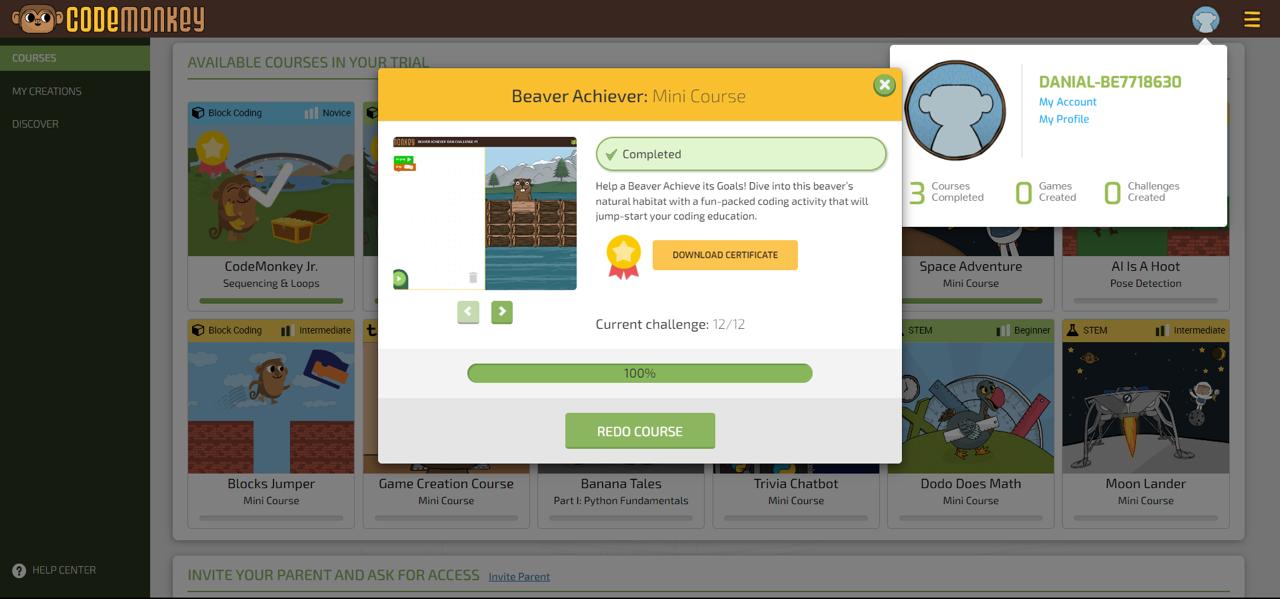 CODEMONKEY
COURSES
MY CREATIONS
DISCOVER
HELP CENTER
AVAILABLE COURSES IN YOUR TRIAL
DANIAL-BE7718630
My Account
My Profile
3 Courses Completed
0 Games Created
0 Challenges Created
Beaver Achiever: Mini Course
Completed
Help a Beaver Achieve its Goals! Dive into this beaver's
natural habitat with a fun-packed coding activity that will
jump-start your coding education.
DOWNLOAD CERTIFICATE
Current challenge: 12/12
100%
REDO COURSE
Block Coding Novice
CodeMonkey Jr.
Sequencing & Loops
Space Adventure
Mini Course
AI Is A Hoot
Pose Detection
Block Coding Intermediate
Blocks Jumper
Mini Course
Game Creation Course
Mini Course
Banana Tales
Part I: Python Fundamentals
Trivia Chatbot
Mini Course
STEM Beginner
Dodo Does Math
Mini Course
STEM Intermediate
Moon Lander
Mini Course
INVITE YOUR PARENT AND ASK FOR ACCESS Invite Parent